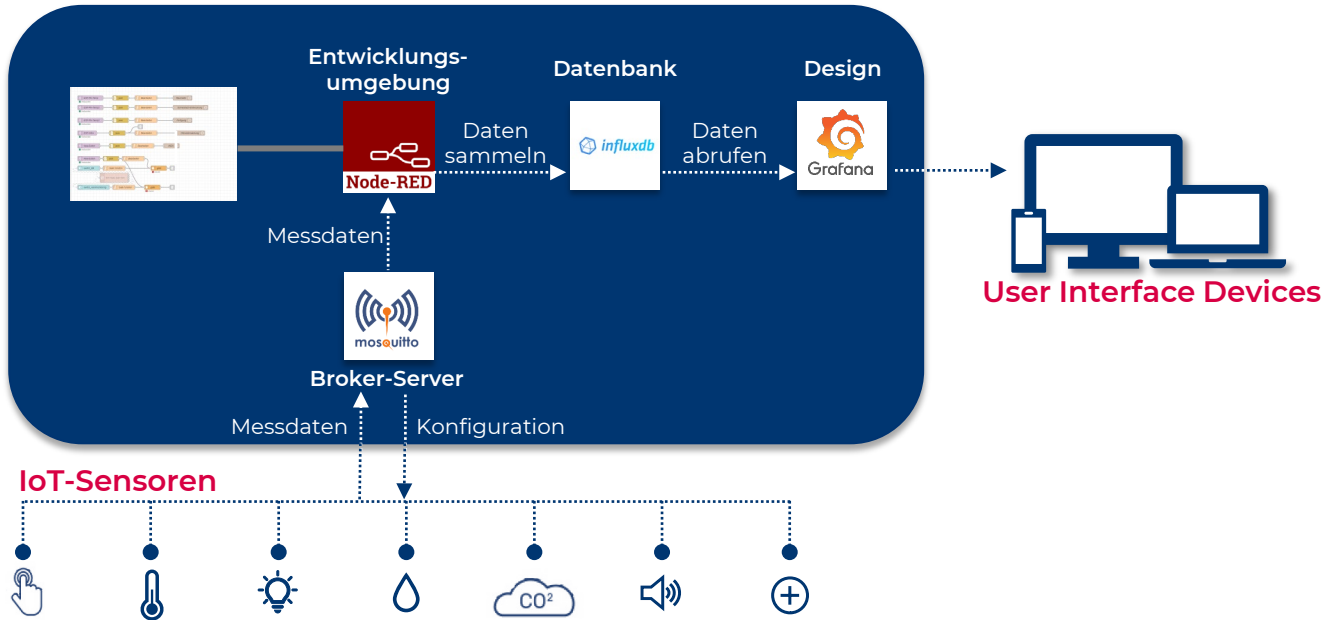 Entwicklungs-
umgebung
Datenbank
Design
Node-RED
Daten
sammeln
influxdb
Daten
abrufen
Grafana
Messdaten
mosquitto
Broker-Server
Messdaten
Konfiguration
User Interface Devices
IoT-Sensoren
CO²